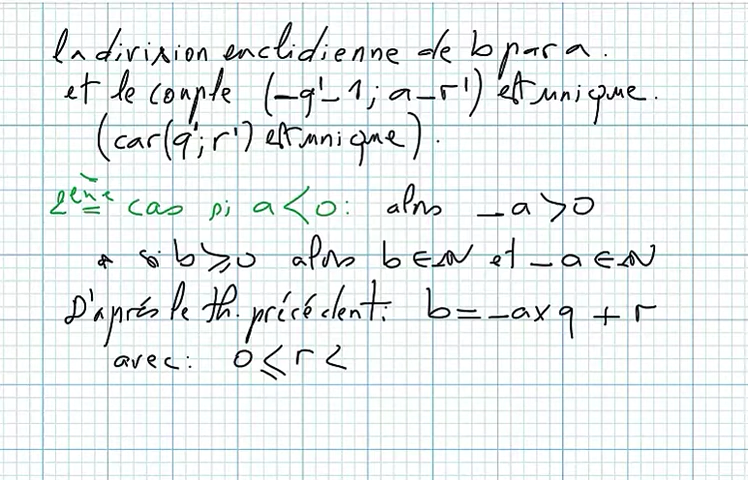 la division euclidienne de b par a.
et le couple (-q'-1; a-r') est unique.
(car (q'; r') est unique).
2ème cas si a<0: alors -a>0
* si b⩾0 alors b∈ℕ et -a∈ℕ
D'après le th. précédent: b=-a×q+r
avec: 0⩽r<